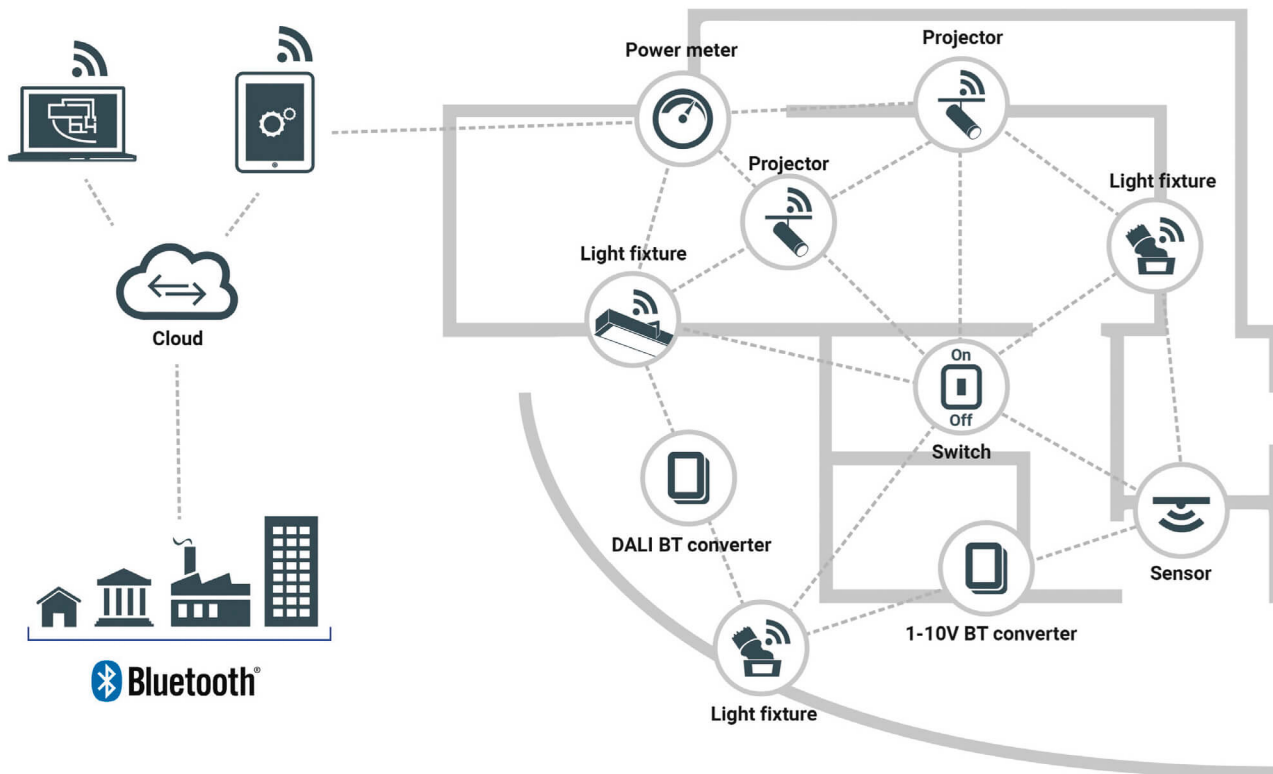 Power meter
Projector
Projector
Light fixture
Light fixture
Cloud
On
Off
Switch
DALI BT converter
Sensor
1-10V BT converter
Bluetooth®
Light fixture